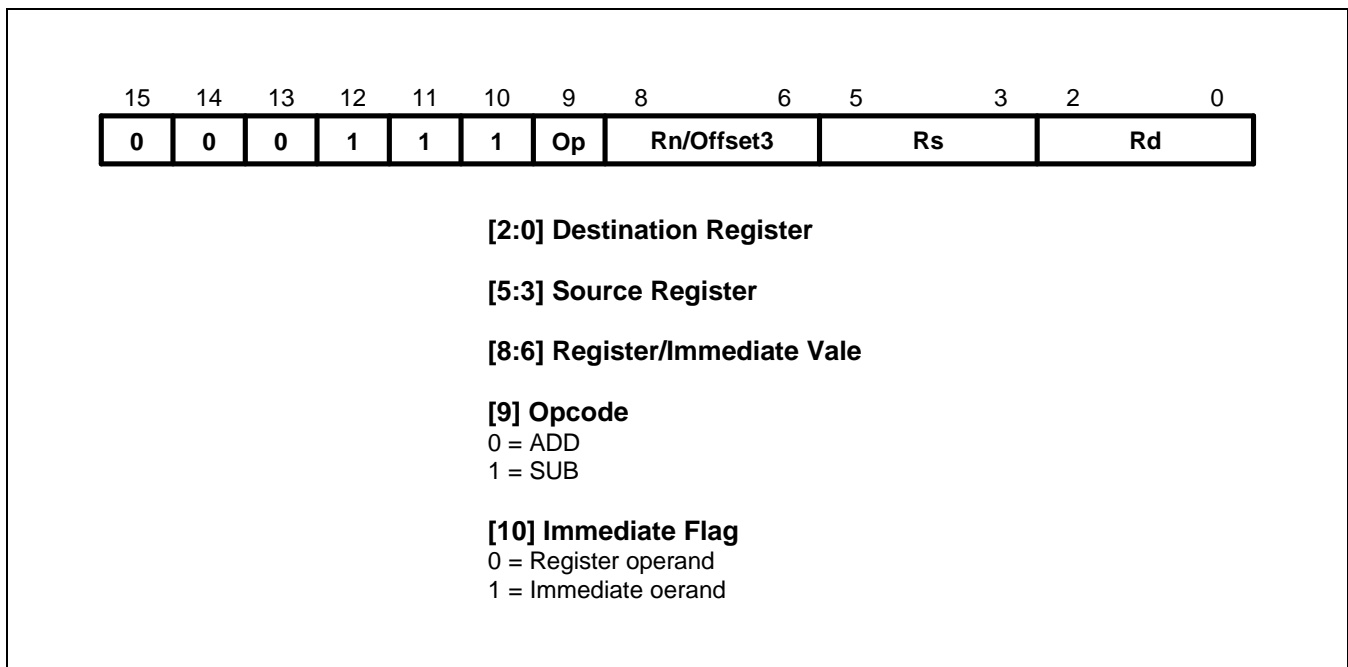 15 14 13 12 11 10 9 8 6 5 3 2 0
0 0 0 1 1 1 Op Rn/Offset3 Rs Rd
[2:0] Destination Register
[5:3] Source Register
[8:6] Register/Immediate Vale
[9] Opcode
0 = ADD
1 = SUB
[10] Immediate Flag
0 = Register operand
1 = Immediate oerand